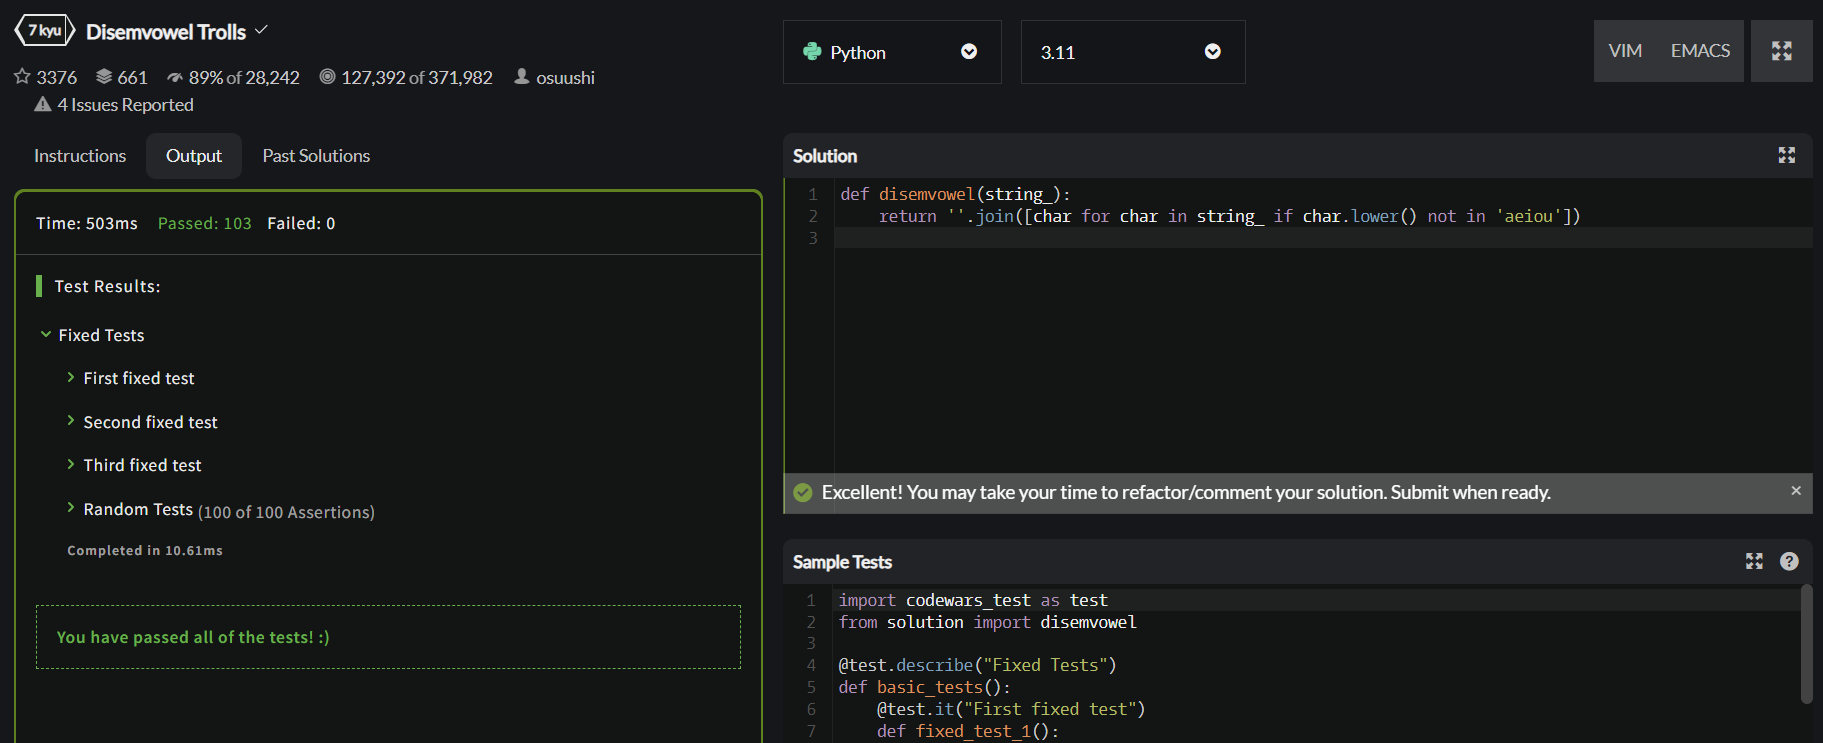 7 kyu Disemvowel Trolls
3376 661 89% of 28,242 127,392 of 371,982 osuushi
4 Issues Reported
Instructions Output Past Solutions
Time: 503ms Passed: 103 Failed: 0
Test Results:
Fixed Tests
First fixed test
Second fixed test
Third fixed test
Random Tests (100 of 100 Assertions)
Completed in 10.61ms
You have passed all of the tests! :)
Python 3.11 VIM EMACS
Solution
1 def disemvowel(string_):
2     return ''.join([char for char in string_ if char.lower() not in 'aeiou'])
3
Excellent! You may take your time to refactor/comment your solution. Submit when ready. ×
Sample Tests ?
1 import codewars_test as test
2 from solution import disemvowel
3
4 @test.describe("Fixed Tests")
5 def basic_tests():
6     @test.it("First fixed test")
7     def fixed_test_1():